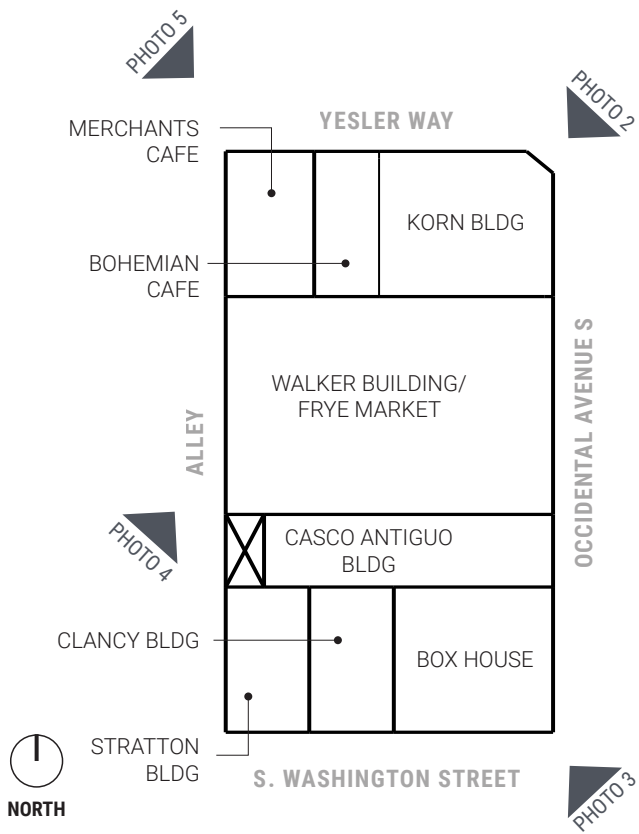 PHOTO 5
PHOTO 2
YESLER WAY
MERCHANTS
CAFE
KORN BLDG
BOHEMIAN
CAFE
WALKER BUILDING/
FRYE MARKET
ALLEY
OCCIDENTAL AVENUE S
PHOTO 4
CASCO ANTIGUO
BLDG
CLANCY BLDG
BOX HOUSE
STRATTON
BLDG
S. WASHINGTON STREET
NORTH
PHOTO 3